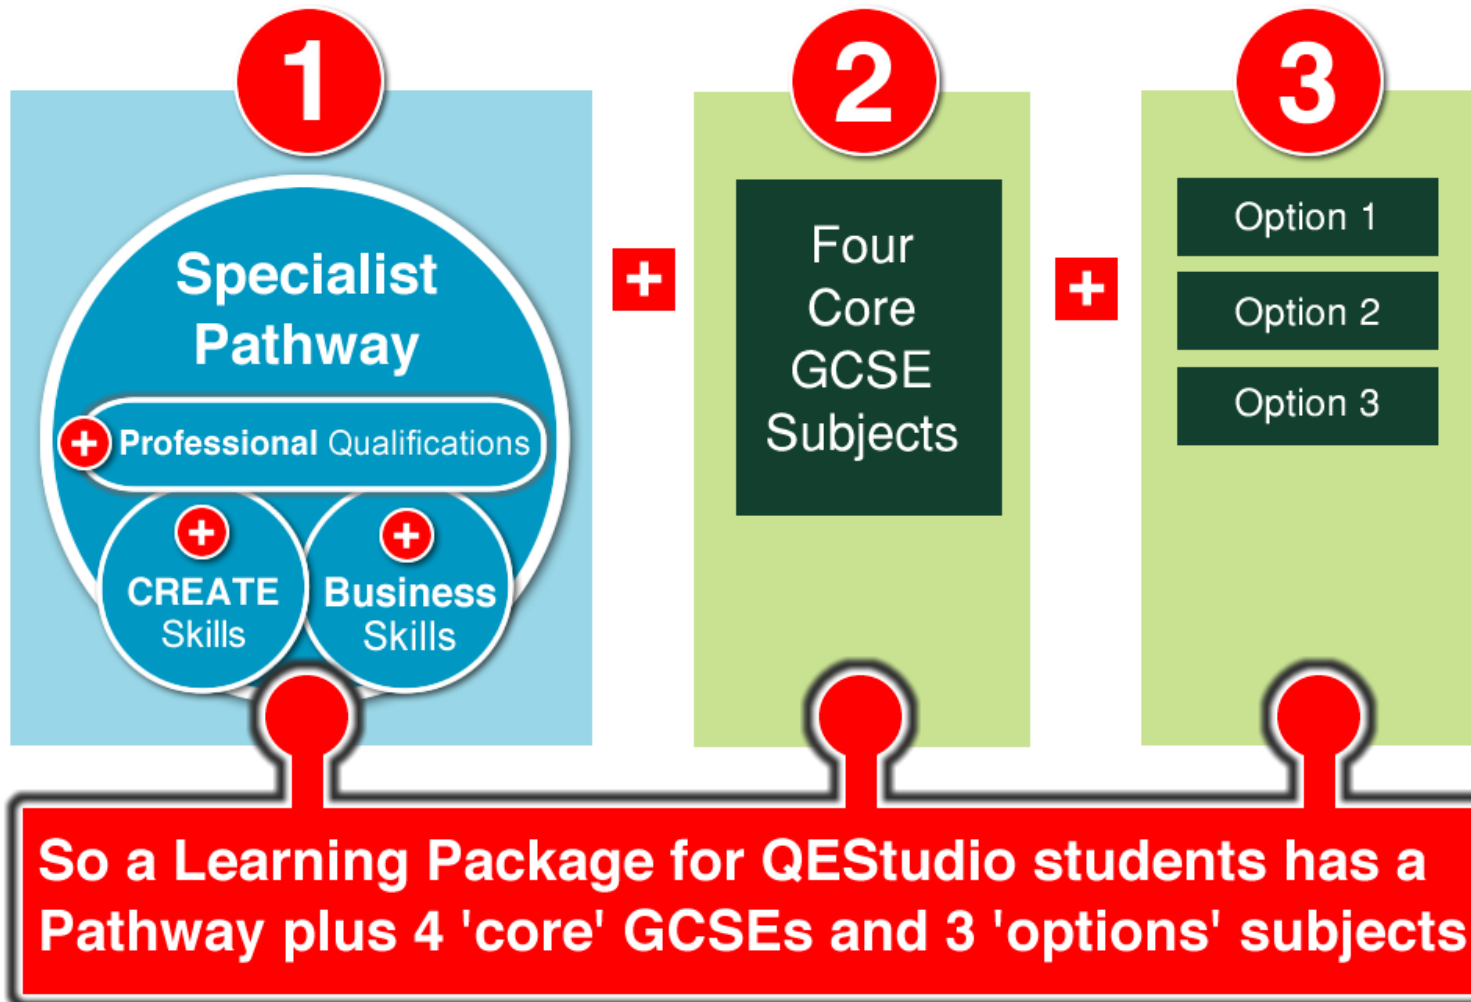 1
Specialist
Pathway
+ Professional Qualifications
+
CREATE
Skills
+
Business
Skills
+
2
Four
Core
GCSE
Subjects
+
3
Option 1
Option 2
Option 3
So a Learning Package for QEStudio students has a
Pathway plus 4 'core' GCSEs and 3 'options' subjects